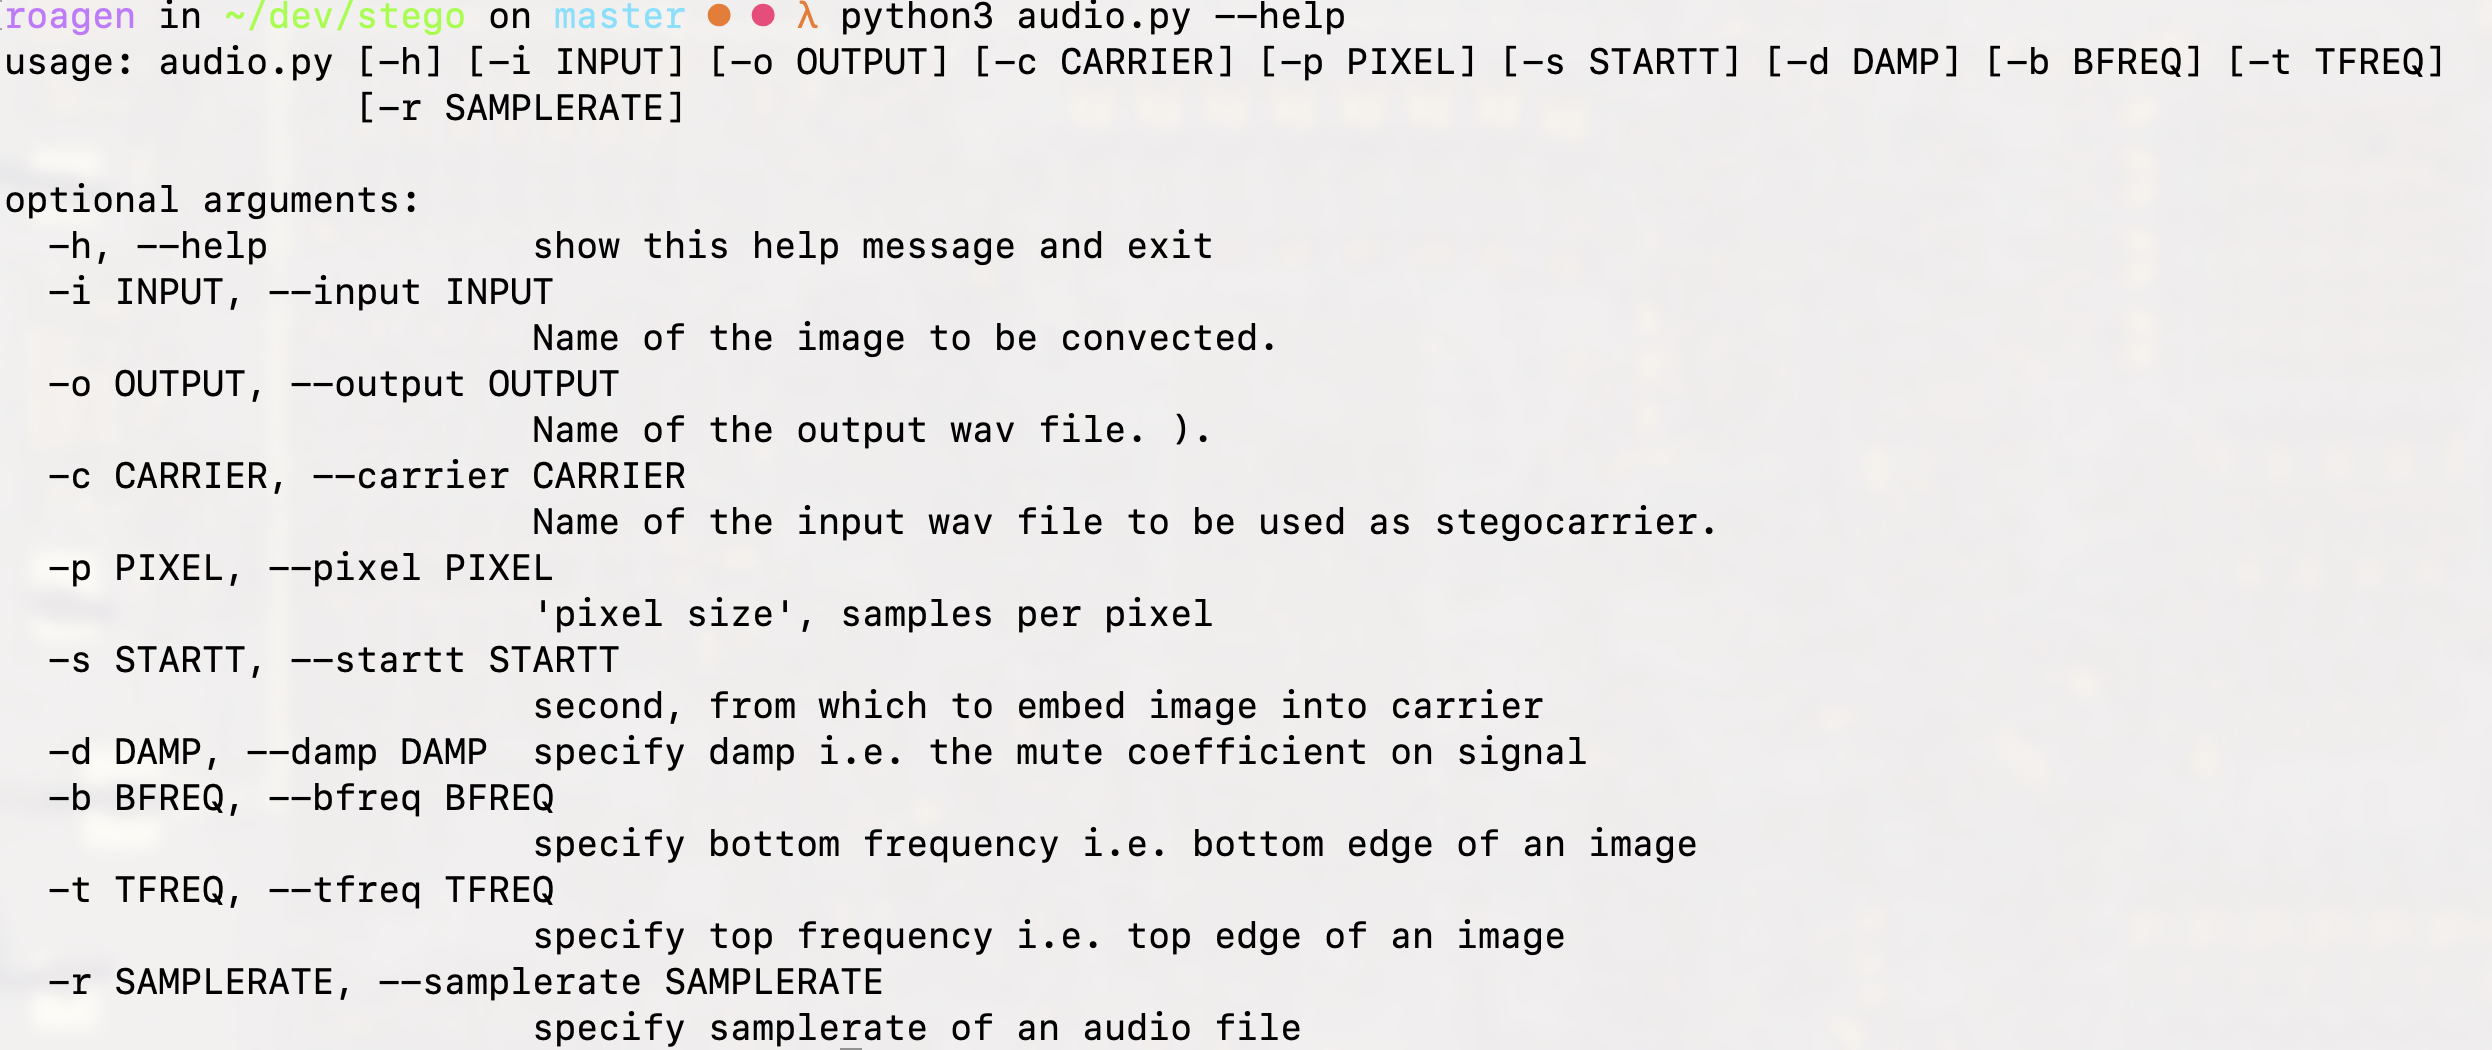 roagen in ~/dev/stego on master ● ● λ python3 audio.py --help
usage: audio.py [-h] [-i INPUT] [-o OUTPUT] [-c CARRIER] [-p PIXEL] [-s STARTT] [-d DAMP] [-b BFREQ] [-t TFREQ]
                [-r SAMPLERATE]

optional arguments:
  -h, --help            show this help message and exit
  -i INPUT, --input INPUT
                        Name of the image to be convected.
  -o OUTPUT, --output OUTPUT
                        Name of the output wav file. ).
  -c CARRIER, --carrier CARRIER
                        Name of the input wav file to be used as stegocarrier.
  -p PIXEL, --pixel PIXEL
                        'pixel size', samples per pixel
  -s STARTT, --startt STARTT
                        second, from which to embed image into carrier
  -d DAMP, --damp DAMP  specify damp i.e. the mute coefficient on signal
  -b BFREQ, --bfreq BFREQ
                        specify bottom frequency i.e. bottom edge of an image
  -t TFREQ, --tfreq TFREQ
                        specify top frequency i.e. top edge of an image
  -r SAMPLERATE, --samplerate SAMPLERATE
                        specify samplerate of an audio file